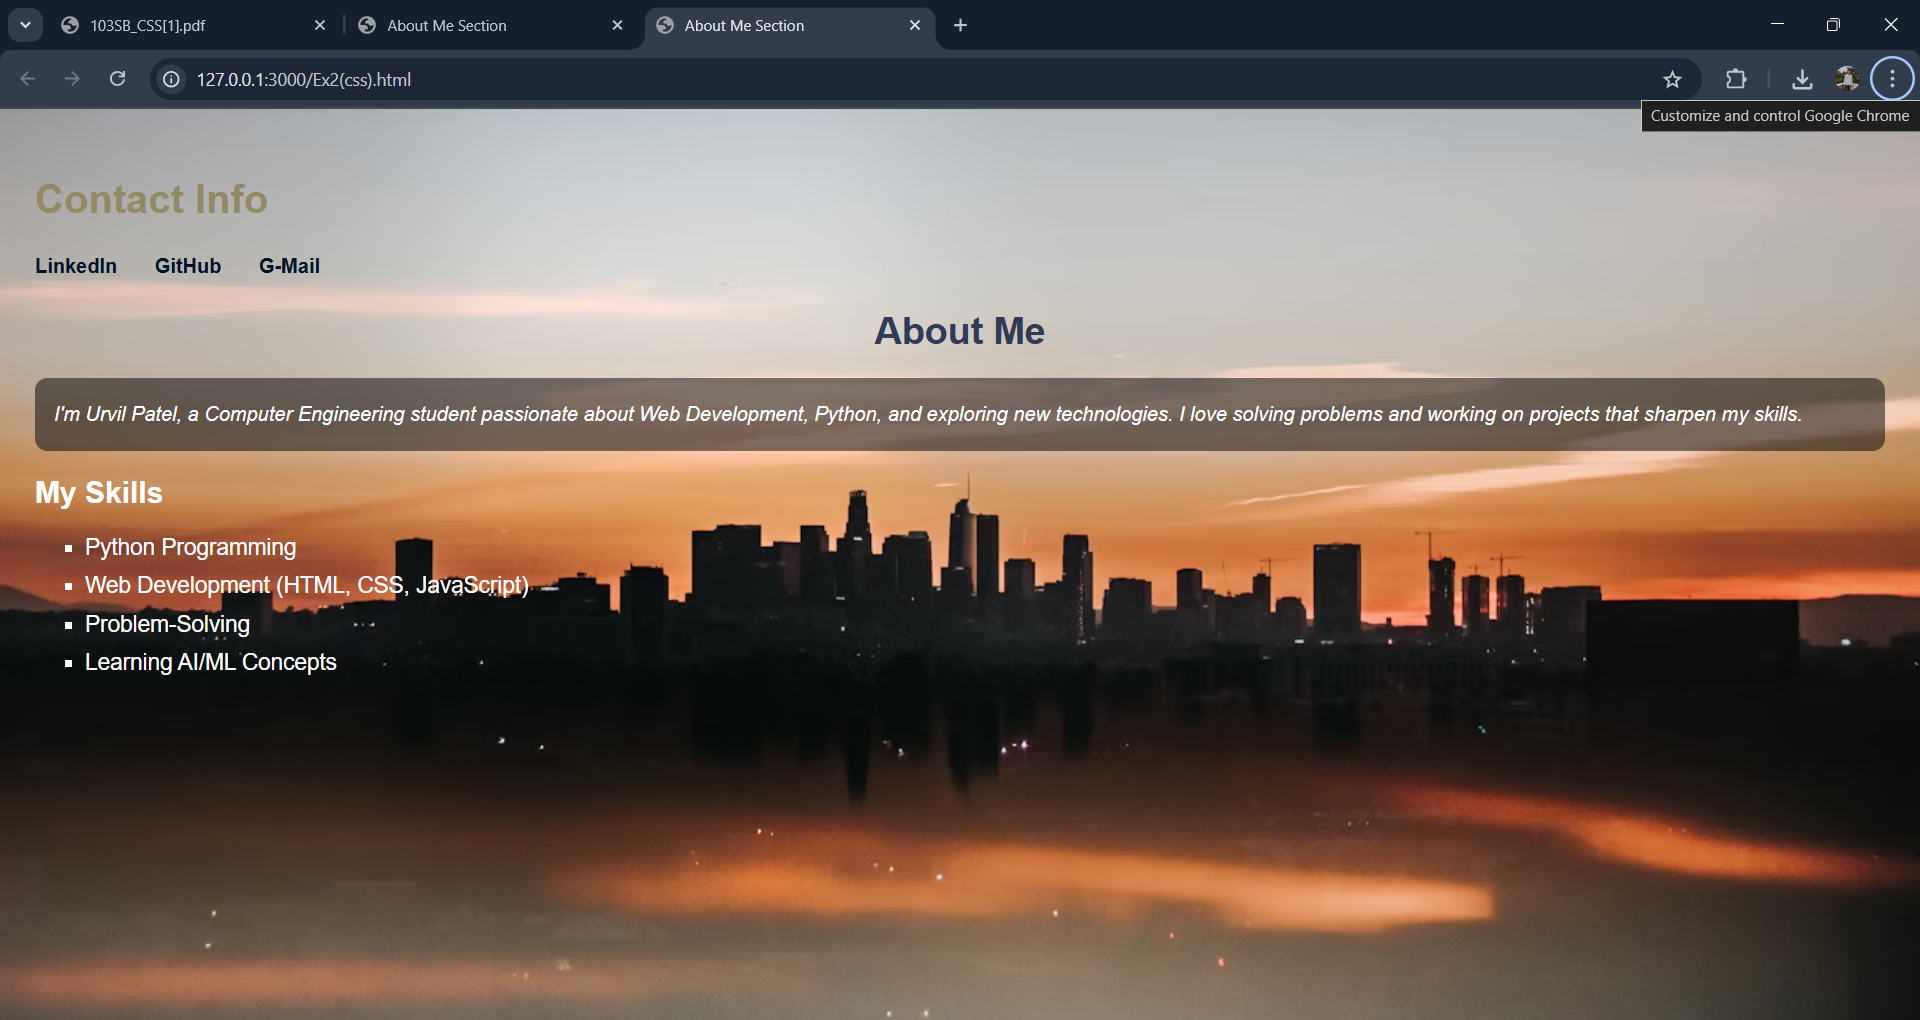 103SB_CSS[1].pdf
About Me Section
About Me Section
127.0.0.1:3000/Ex2(css).html
Customize and control Google Chrome
Contact Info
LinkedIn GitHub G-Mail
About Me
I'm Urvil Patel, a Computer Engineering student passionate about Web Development, Python, and exploring new technologies. I love solving problems and working on projects that sharpen my skills.
My Skills
Python Programming
Web Development (HTML, CSS, JavaScript)
Problem-Solving
Learning AI/ML Concepts